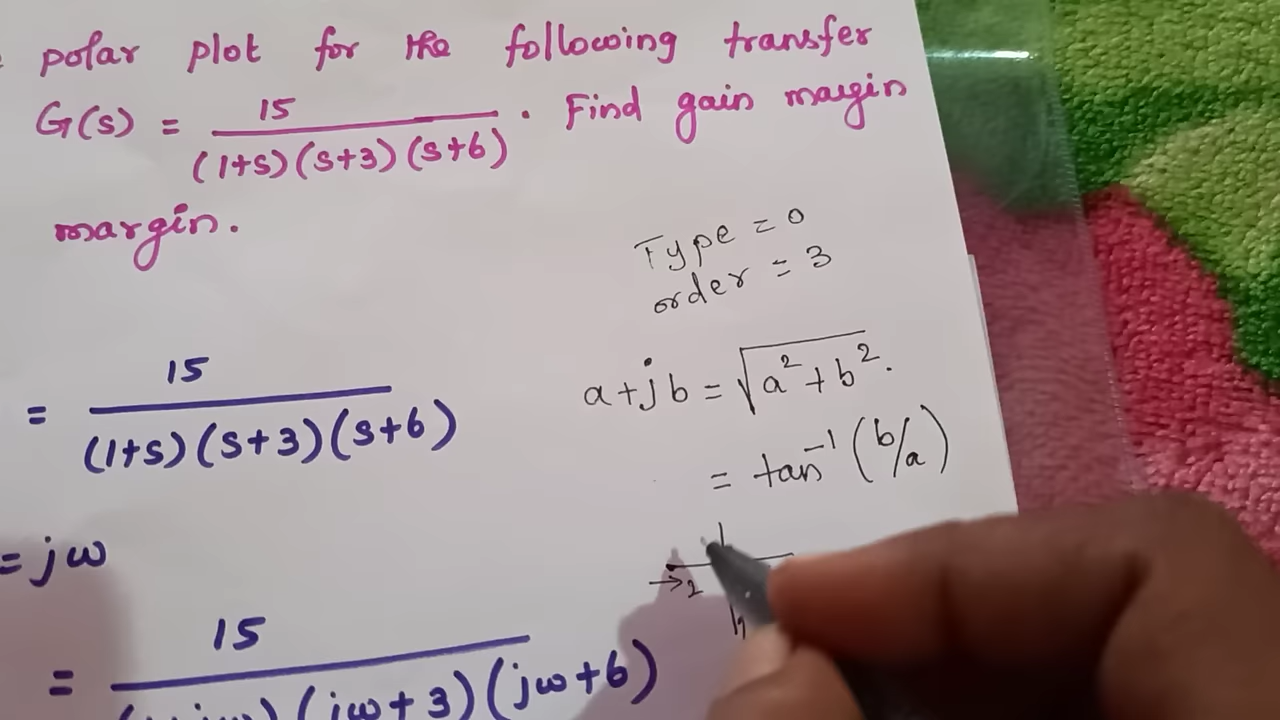 polar plot for the following transfer
G(s) = 15 / (1+s)(s+3)(s+6) . Find gain margin
margin.
Type = 0
order = 3
= 15 / (1+s)(s+3)(s+6)
a+jb = √a²+b².
= tan⁻¹(b/a)
= jω
→2
= 15 / (jω+3)(jω+6)